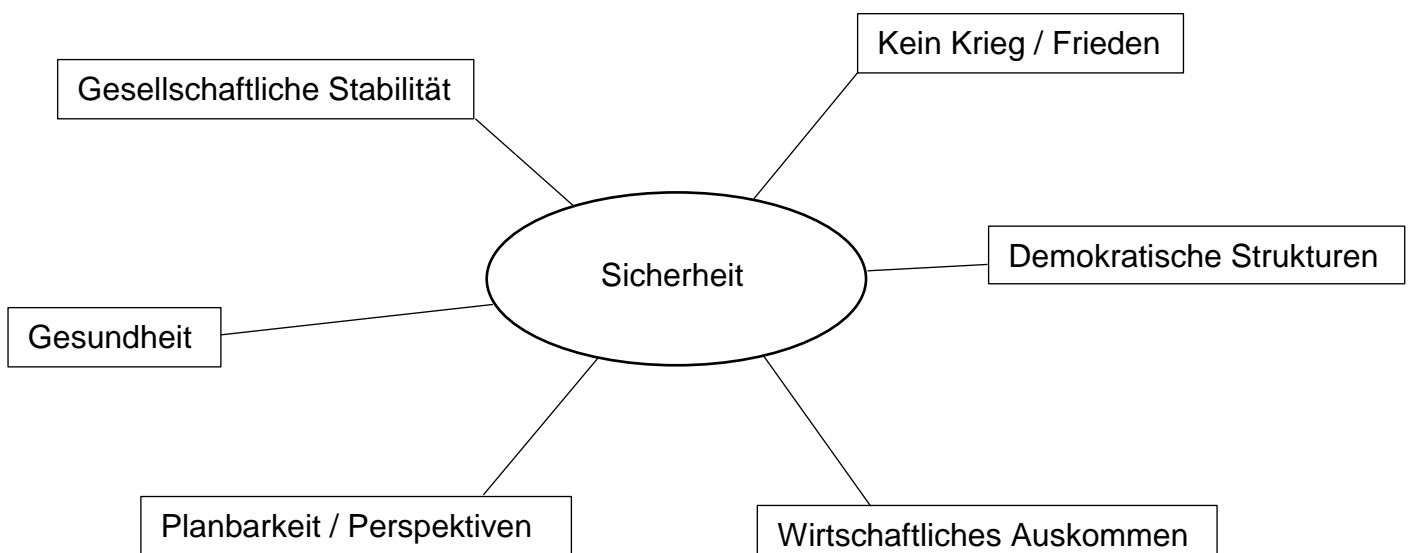 Kein Krieg / Frieden
Gesellschaftliche Stabilität
Demokratische Strukturen
Sicherheit
Gesundheit
Planbarkeit / Perspektiven
Wirtschaftliches Auskommen